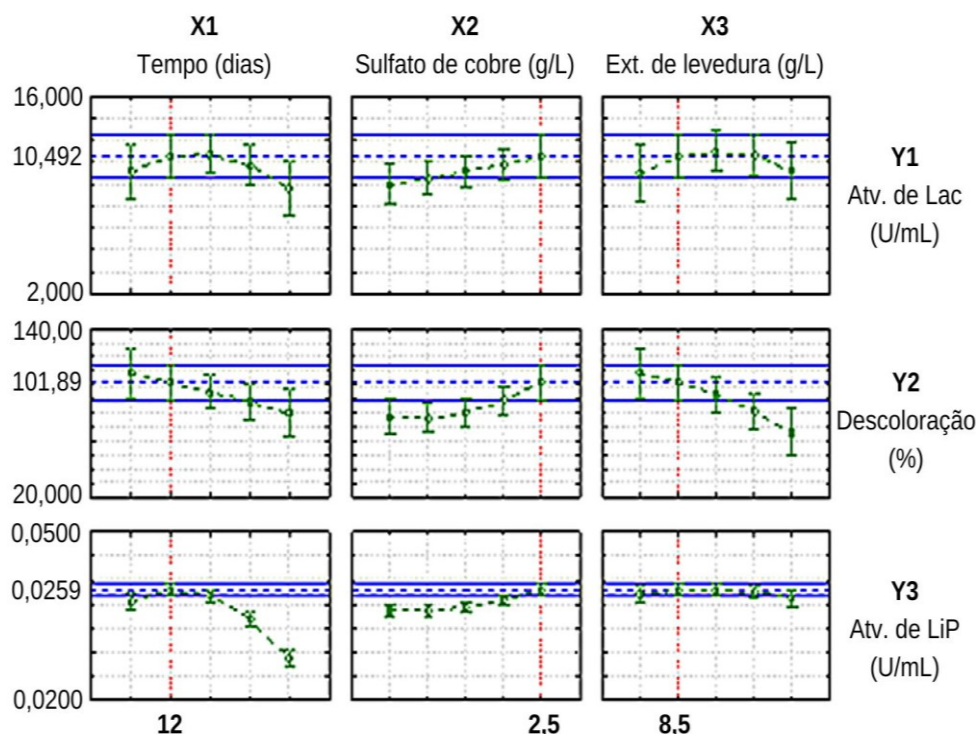 X1
X2
X3
Tempo (dias)
Sulfato de cobre (g/L)
Ext. de levedura (g/L)
16,000
10,492
2,000
Y1
Atv. de Lac
(U/mL)
140,00
101.89
20,000
Y2
Descoloração
(%)
0,0500
0,0259
0,0200
Y3
Atv. de LiP
(U/mL)
12
2,5
8,5